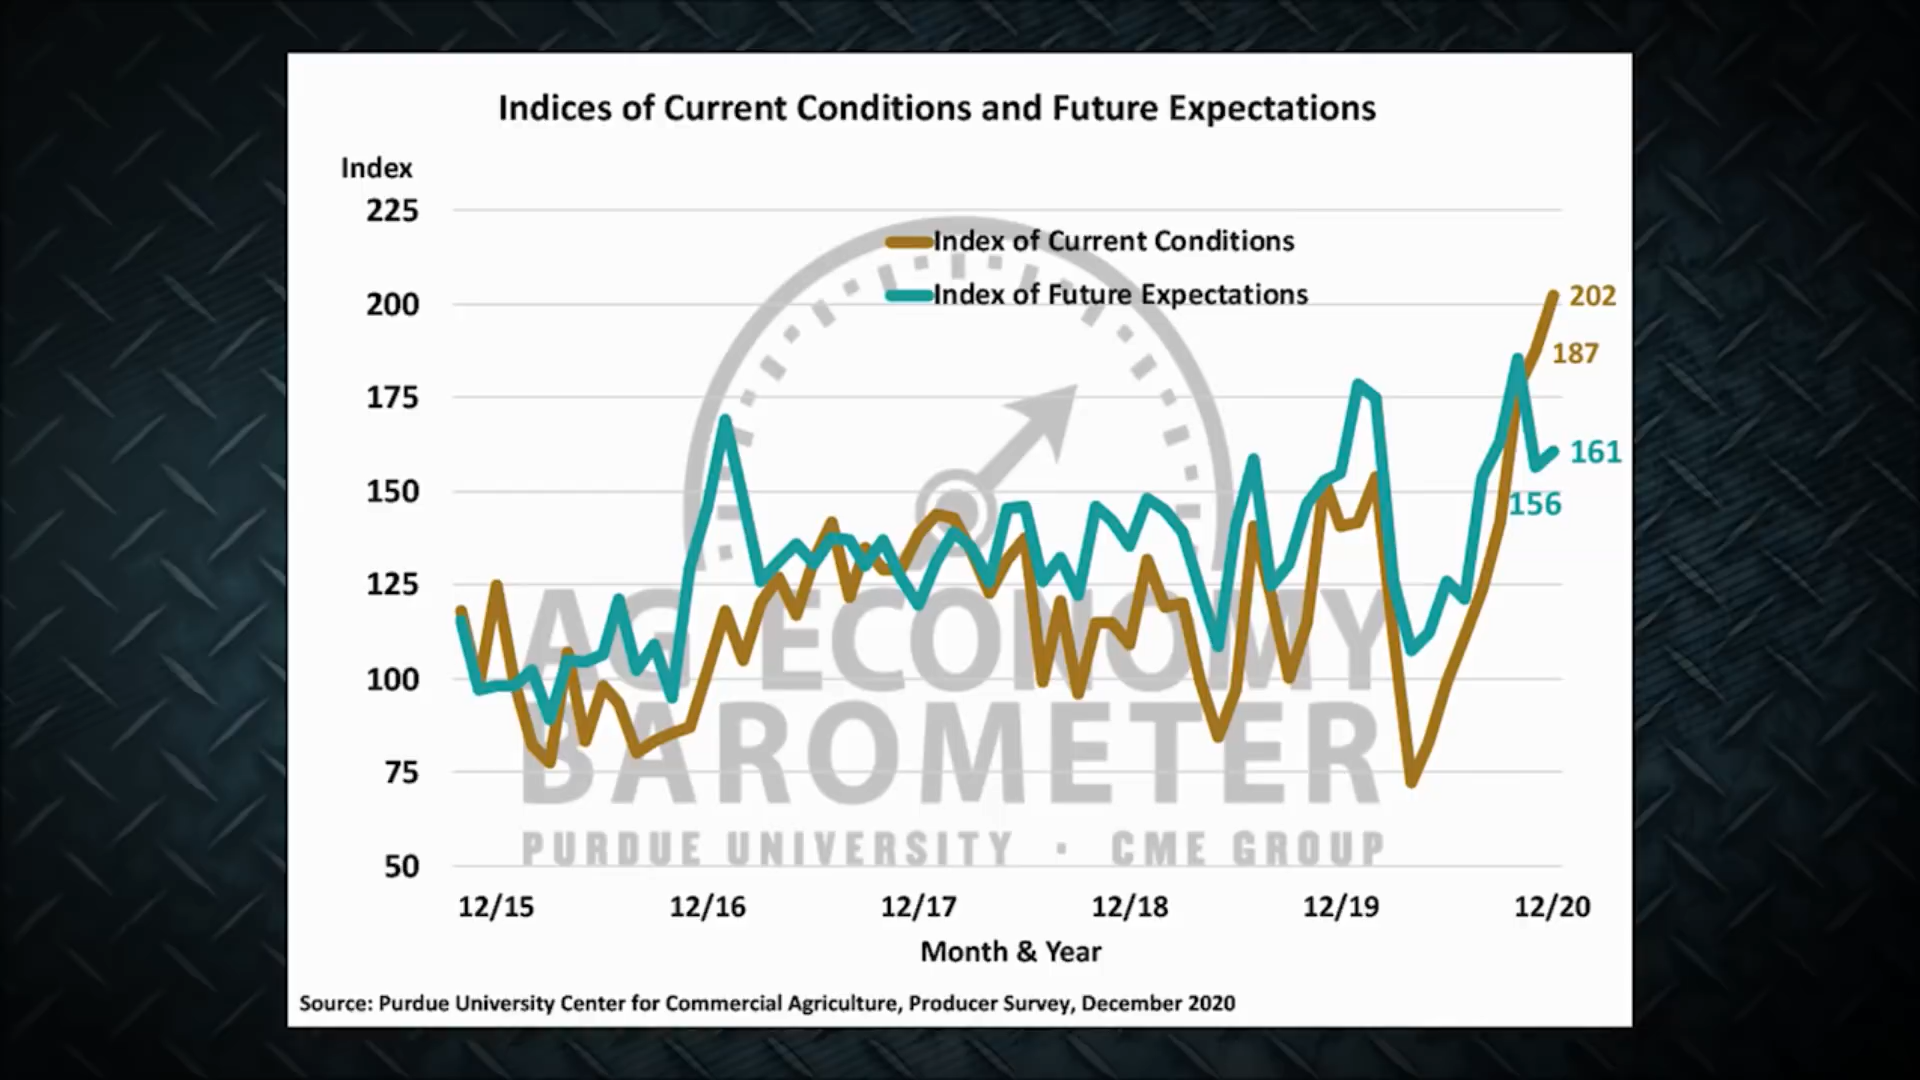 Indices of Current Conditions and Future Expectations
Index
225
Index of Current Conditions
200
Index of Future Expectations
202
187
175
161
150
156
125
AG ECONOMY
100
BAROMETER
75
PURDUE UNIVERSITY · CME GROUP
50
12/15 12/16 12/17 12/18 12/19 12/20
Month & Year
Source: Purdue University Center for Commercial Agriculture, Producer Survey, December 2020